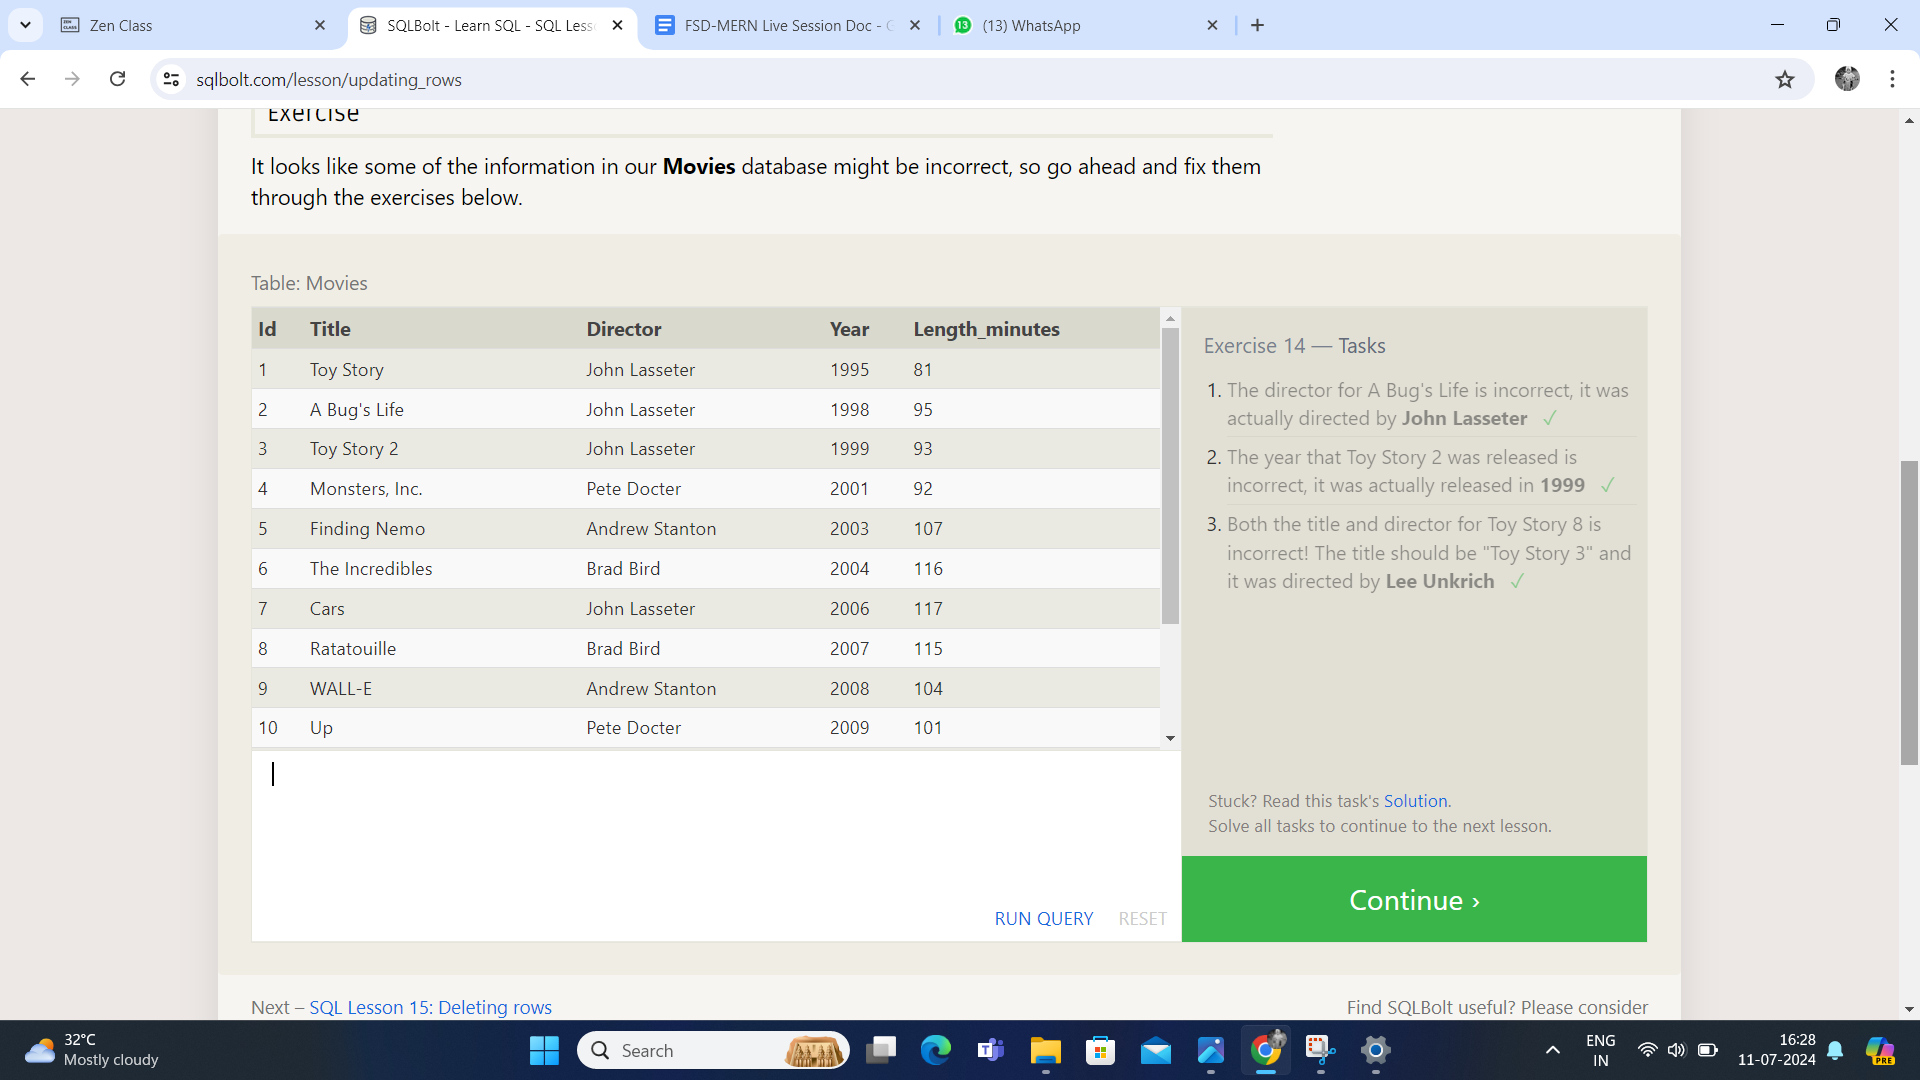 Zen Class
SQLBolt - Learn SQL - SQL Less
FSD-MERN Live Session Doc - G
13
(13) WhatsApp
sqlbolt.com/lesson/updating_rows
Exercise
It looks like some of the information in our Movies database might be incorrect, so go ahead and fix them
through the exercises below.
Table: Movies
Id Title Director Year Length_minutes
1 Toy Story John Lasseter 1995 81
2 A Bug's Life John Lasseter 1998 95
3 Toy Story 2 John Lasseter 1999 93
4 Monsters, Inc. Pete Docter 2001 92
5 Finding Nemo Andrew Stanton 2003 107
6 The Incredibles Brad Bird 2004 116
7 Cars John Lasseter 2006 117
8 Ratatouille Brad Bird 2007 115
9 WALL-E Andrew Stanton 2008 104
10 Up Pete Docter 2009 101
RUN QUERY RESET
Exercise 14 — Tasks
1. The director for A Bug's Life is incorrect, it was
actually directed by John Lasseter ✓
2. The year that Toy Story 2 was released is
incorrect, it was actually released in 1999 ✓
3. Both the title and director for Toy Story 8 is
incorrect! The title should be "Toy Story 3" and
it was directed by Lee Unkrich ✓
Stuck? Read this task's Solution.
Solve all tasks to continue to the next lesson.
Continue ›
Next – SQL Lesson 15: Deleting rows
Find SQLBolt useful? Please consider
32°C
Mostly cloudy
Search
ENG
IN
16:28
11-07-2024
PRE